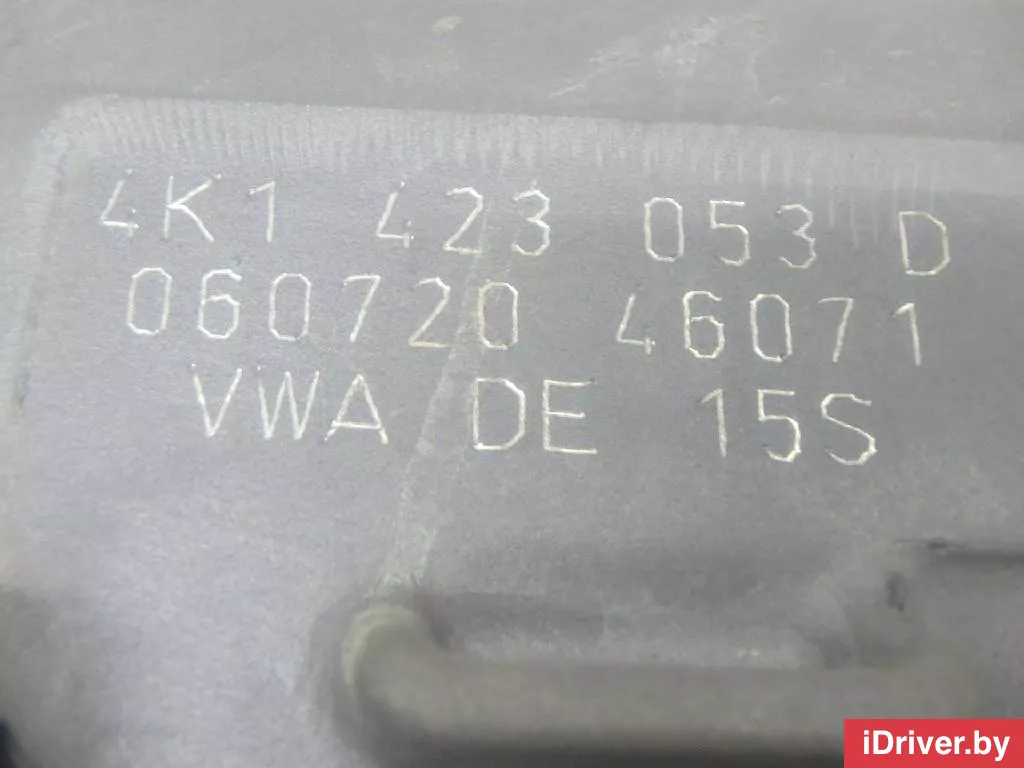 4K1 423 053 D
060720 46071
VWA DE 15S
iDriver.by